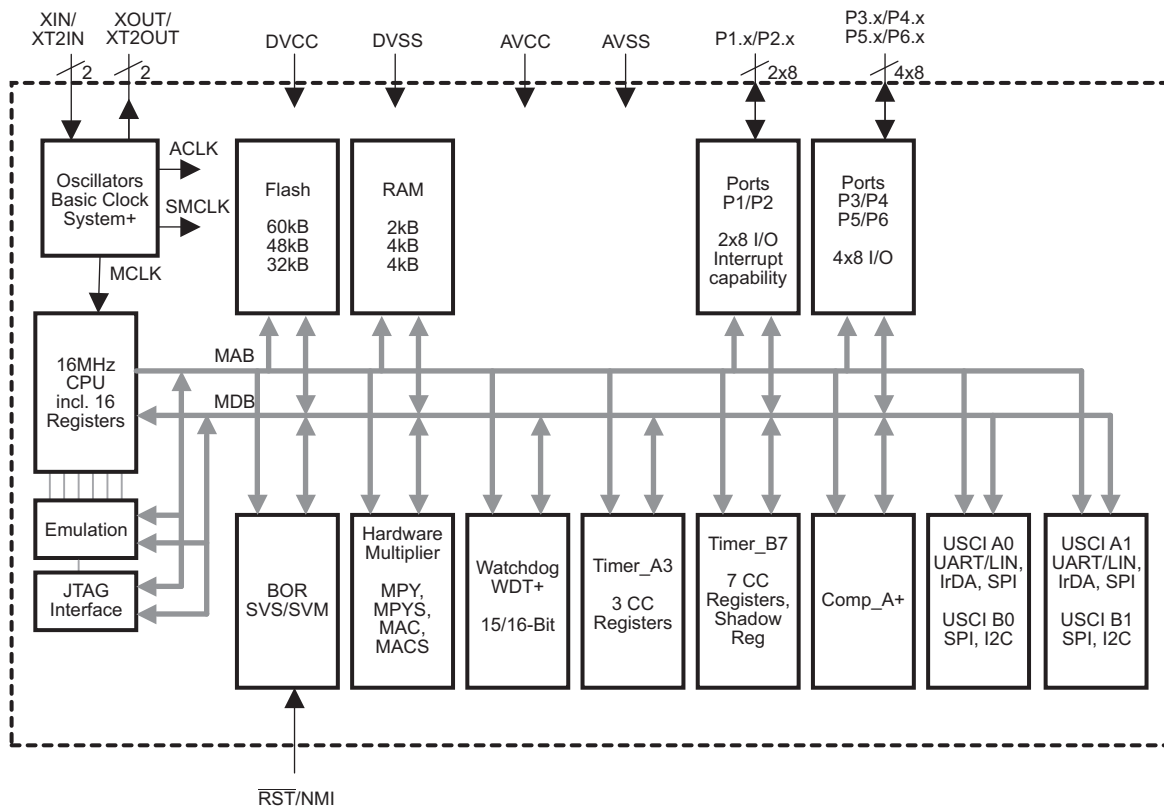 XIN/
XT2IN
XOUT/
XT2OUT
DVCC
DVSS
AVCC
AVSS
P1.x/P2.x
P3.x/P4.x
P5.x/P6.x
2
2
2x8
4x8
Oscillators
Basic Clock
System+
ACLK
SMCLK
MCLK
Flash
60kB
48kB
32kB
RAM
2kB
4kB
4kB
Ports
P1/P2
2x8 I/O
Interrupt
capability
Ports
P3/P4
P5/P6
4x8 I/O
16MHz
CPU
incl. 16
Registers
MAB
MDB
Emulation
JTAG
Interface
BOR
SVS/SVM
Hardware
Multiplier
MPY,
MPYS,
MAC,
MACS
Watchdog
WDT+
15/16-Bit
Timer_A3
3 CC
Registers
Timer_B7
7 CC
Registers,
Shadow
Reg
Comp_A+
USCI A0
UART/LIN,
IrDA, SPI
USCI B0
SPI, I2C
USCI A1
UART/LIN,
IrDA, SPI
USCI B1
SPI, I2C
RST/NMI